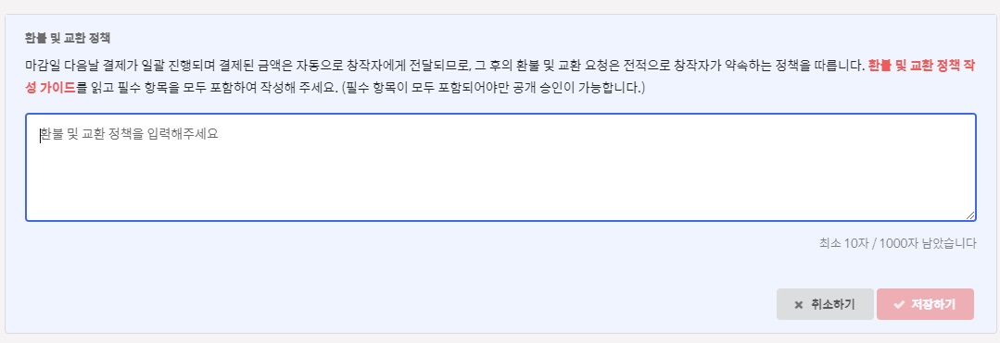 환불 및 교환 정책
마감일 다음날 결제가 일괄 진행되며 결제된 금액은 자동으로 창작자에게 전달되므로, 그 후의 환불 및 교환 요청은 전적으로 창작자가 약속하는 정책을 따릅니다. 환불 및 교환 정책 작
성 가이드를 읽고 필수 항목을 모두 포함하여 작성해 주세요. (필수 항목이 모두 포함되어야만 공개 승인이 가능합니다.)
환불 및 교환 정책을 입력해주세요
최소 10자 / 1000자 남았습니다
취소하기 저장하기